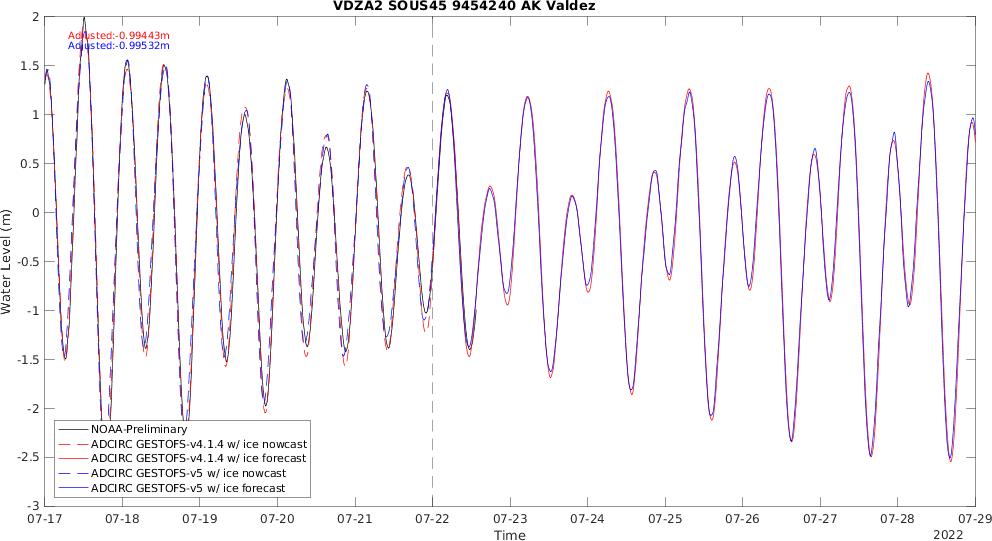 VDZA2 SOUS45 9454240 AK Valdez
Adjusted:-0.99443m
Adjusted:-0.99532m
Water Level (m)
2
1.5
1
0.5
0
-0.5
-1
-1.5
-2
-2.5
-3
NOAA-Preliminary
ADCIRC GESTOFS-v4.1.4 w/ ice nowcast
ADCIRC GESTOFS-v4.1.4 w/ ice forecast
ADCIRC GESTOFS-v5 w/ ice nowcast
ADCIRC GESTOFS-v5 w/ ice forecast
07-17 07-18 07-19 07-20 07-21 07-22 07-23 07-24 07-25 07-26 07-27 07-28 07-29
Time
2022